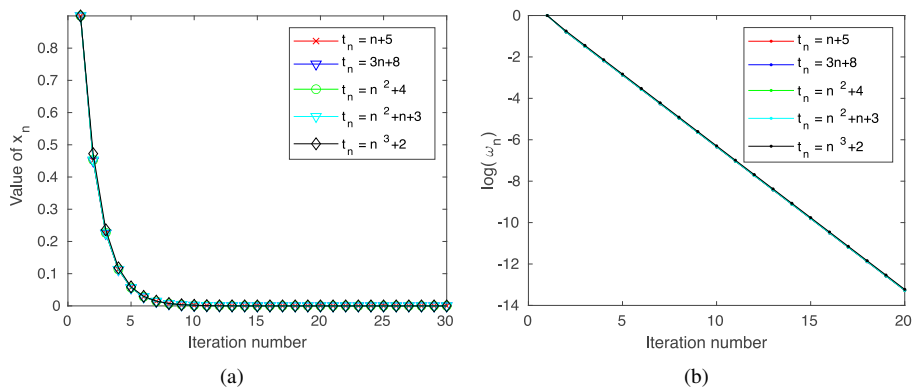 0.8
0.7
0.6
0.5
0.4
0.3
0.2
0.1
0
0 5 10 15 20 25 30
Value of x_n
Iteration number
t_n = n+5
t_n = 3n+8
t_n = n^2+4
t_n = n^2+n+3
t_n = n^3+2
(a)
0
-2
-4
-6
-8
-10
-12
-14
0 5 10 15 20
log( ω_n)
Iteration number
t_n = n+5
t_n = 3n+8
t_n = n^2+4
t_n = n^2+n+3
t_n = n^3+2
(b)